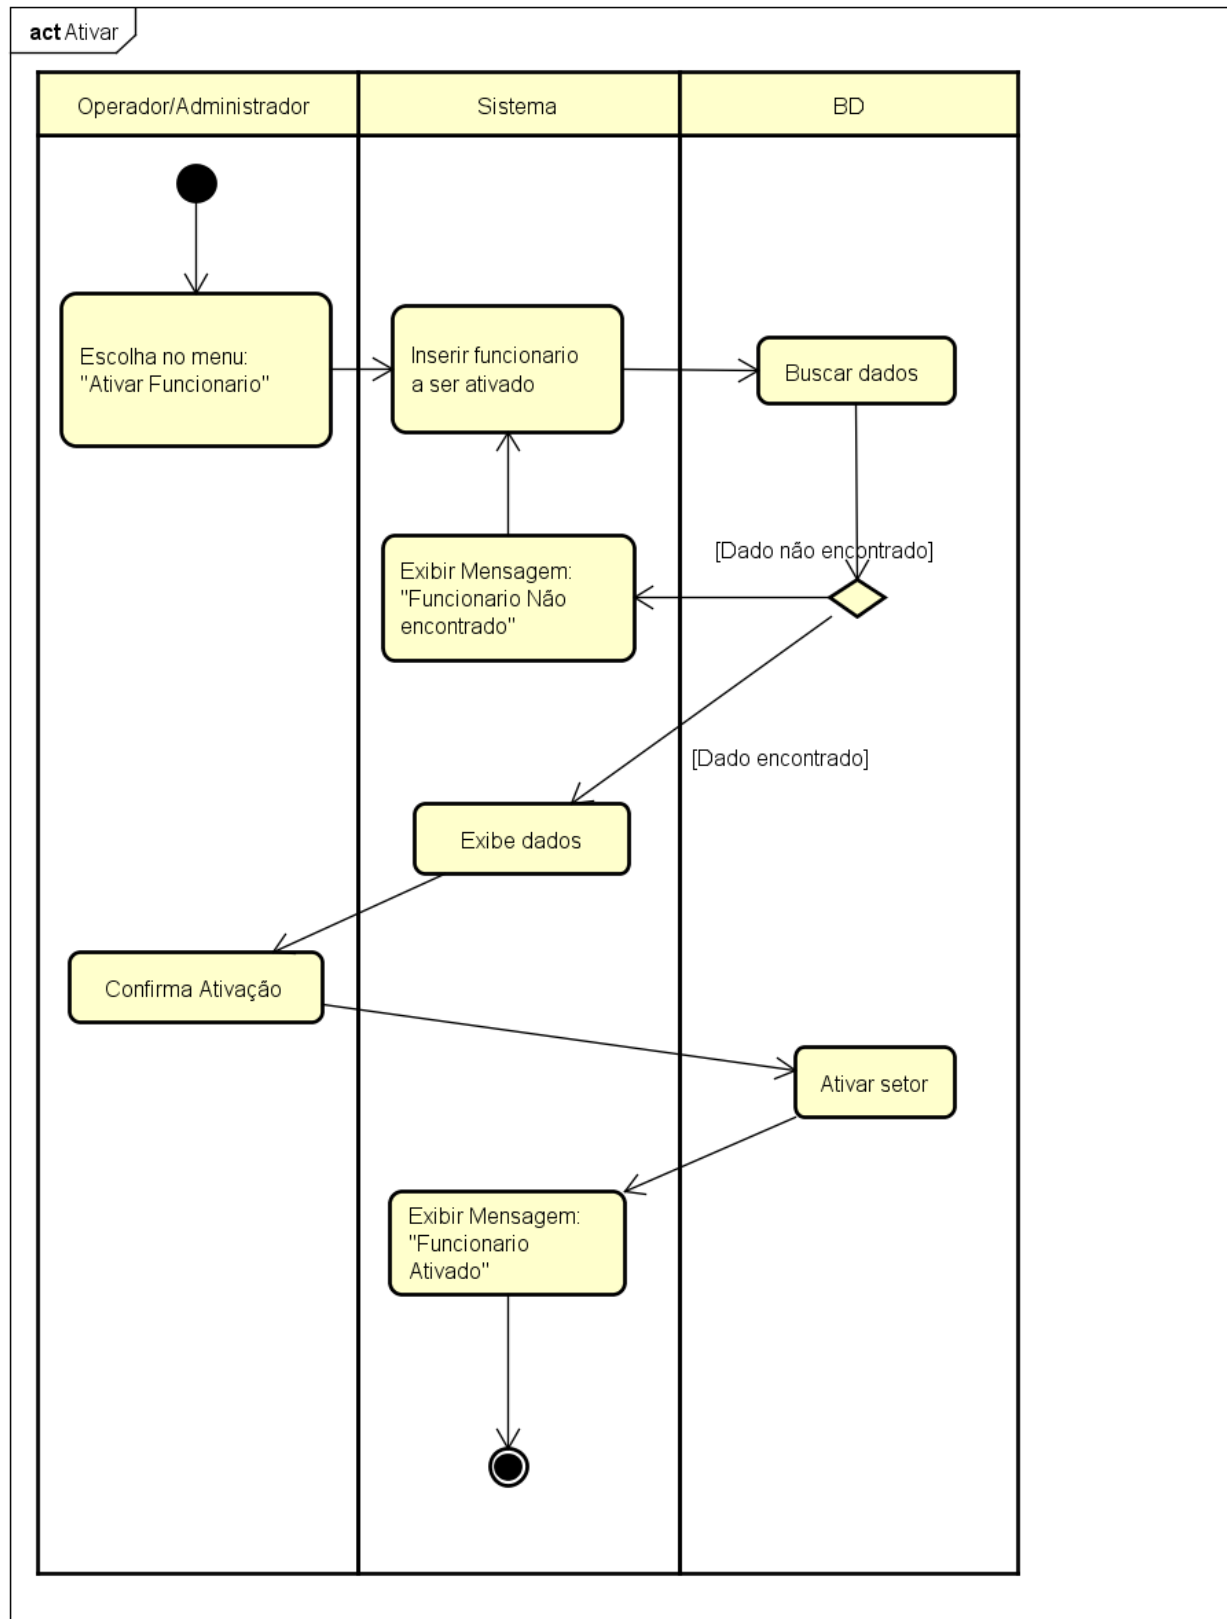 act Ativar
Operador/Administrador
Sistema
BD
Escolha no menu:
"Ativar Funcionario"
Inserir funcionario
a ser ativado
Buscar dados
[Dado não encontrado]
Exibir Mensagem:
"Funcionario Não
encontrado"
[Dado encontrado]
Exibe dados
Confirma Ativação
Ativar setor
Exibir Mensagem:
"Funcionario
Ativado"